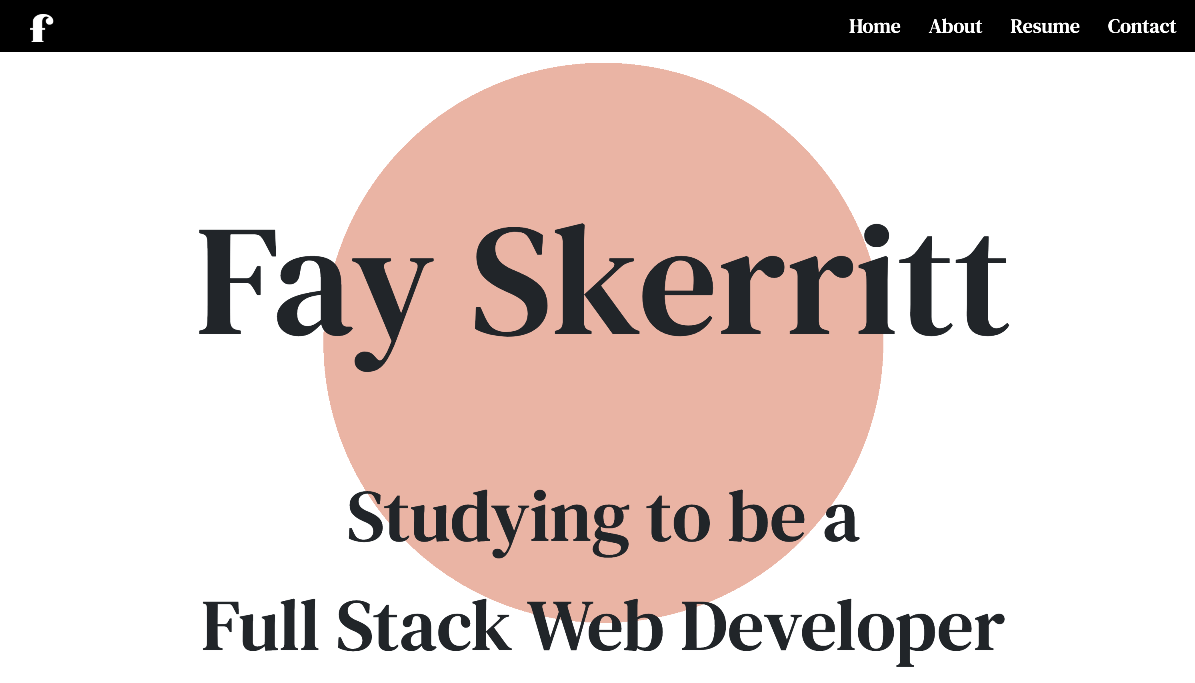 f
Home About Resume Contact
Fay Skerritt
Studying to be a
Full Stack Web Developer